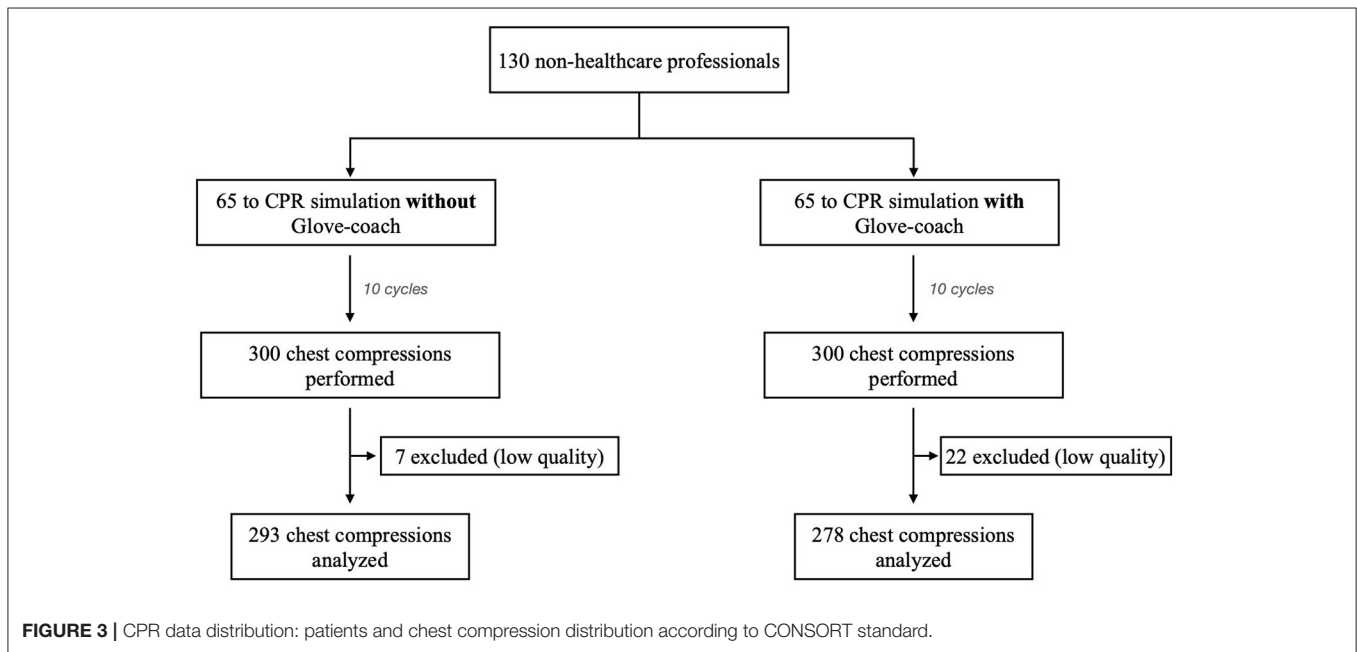 130 non-healthcare professionals
65 to CPR simulation without
Glove-coach
65 to CPR simulation with
Glove-coach
10 cycles
10 cycles
300 chest compressions
performed
300 chest compressions
performed
7 excluded (low quality)
22 excluded (low quality)
293 chest compressions
analyzed
278 chest compressions
analyzed
FIGURE 3 | CPR data distribution: patients and chest compression distribution according to CONSORT standard.